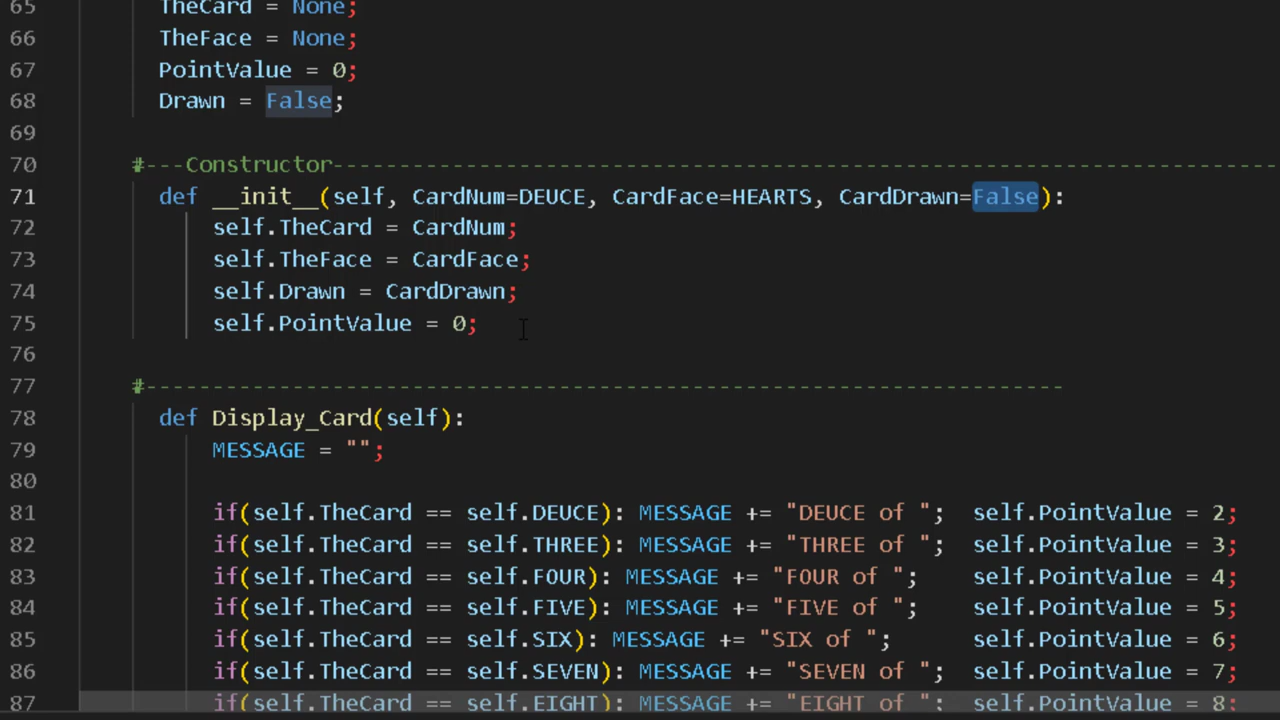 65 TheCard = None;
66 TheFace = None;
67 PointValue = 0;
68 Drawn = False;
69
70 #---Constructor-----------------------------------------------------------------------
71 def __init__(self, CardNum=DEUCE, CardFace=HEARTS, CardDrawn=False):
72 self.TheCard = CardNum;
73 self.TheFace = CardFace;
74 self.Drawn = CardDrawn;
75 self.PointValue = 0;
76
77 #---------------------------------------------------------------------
78 def Display_Card(self):
79 MESSAGE = "";
80
81 if(self.TheCard == self.DEUCE): MESSAGE += "DEUCE of "; self.PointValue = 2;
82 if(self.TheCard == self.THREE): MESSAGE += "THREE of "; self.PointValue = 3;
83 if(self.TheCard == self.FOUR): MESSAGE += "FOUR of "; self.PointValue = 4;
84 if(self.TheCard == self.FIVE): MESSAGE += "FIVE of "; self.PointValue = 5;
85 if(self.TheCard == self.SIX): MESSAGE += "SIX of "; self.PointValue = 6;
86 if(self.TheCard == self.SEVEN): MESSAGE += "SEVEN of "; self.PointValue = 7;
87 if(self.TheCard == self.EIGHT): MESSAGE += "EIGHT of "; self.PointValue = 8;